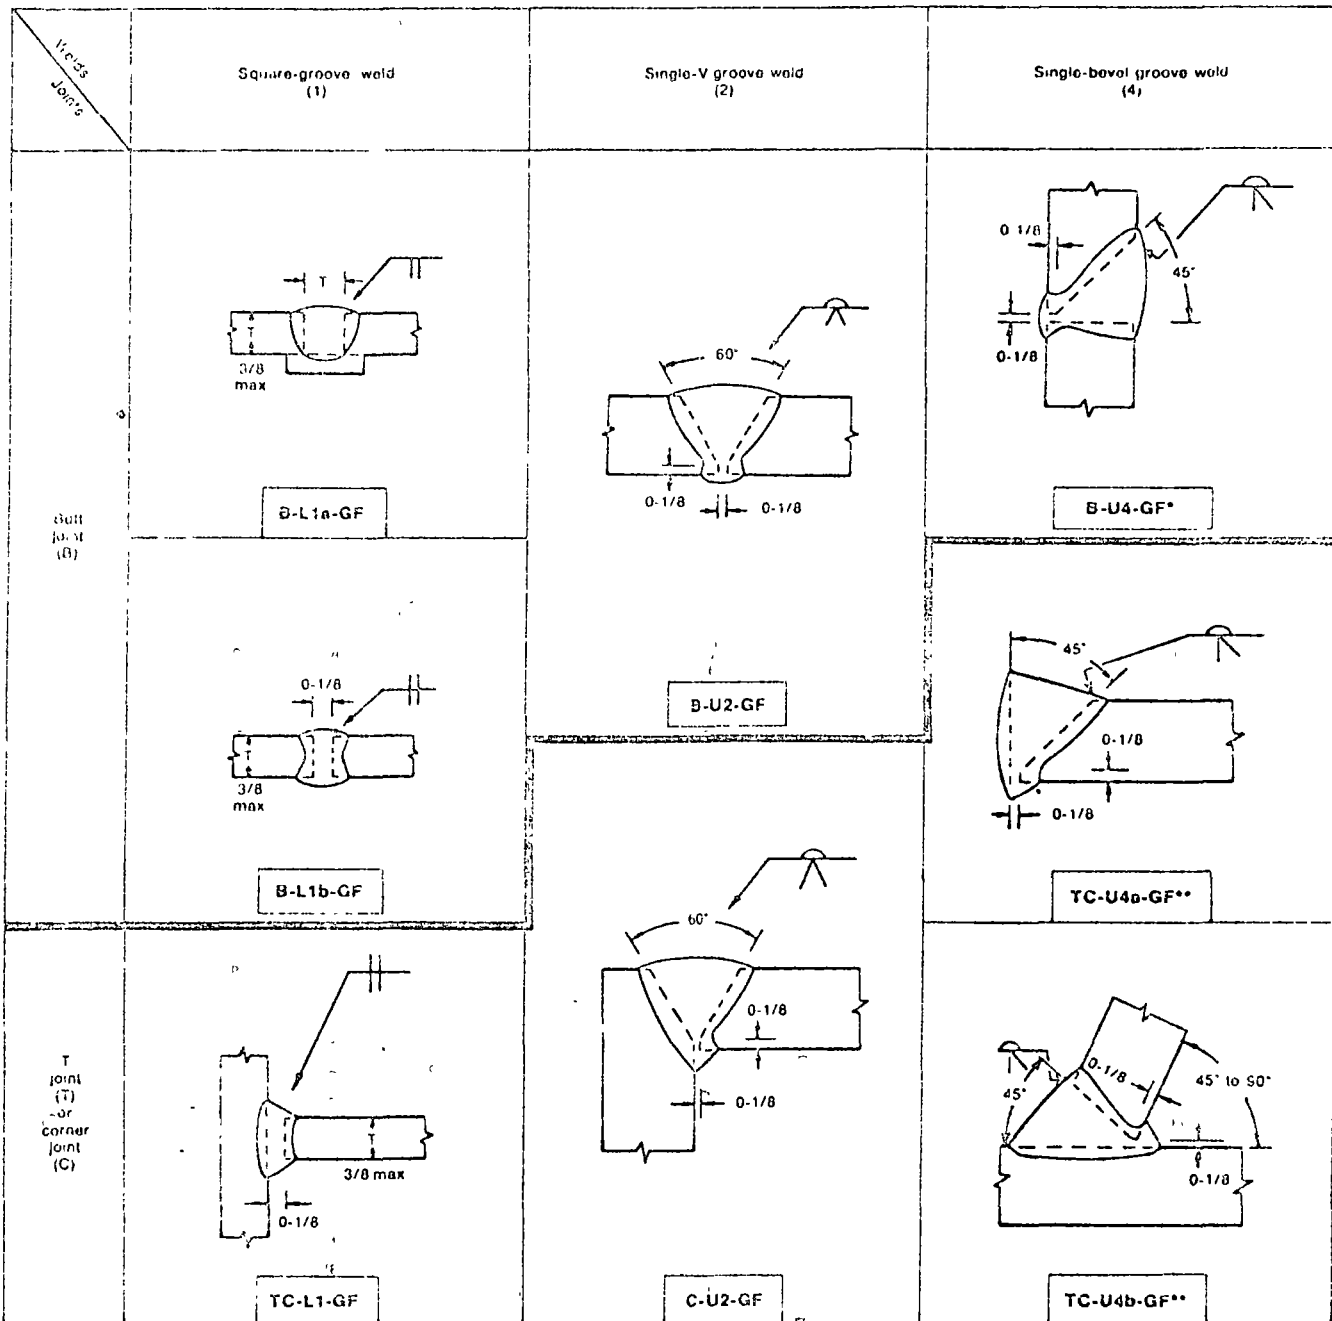 Welds
Joints
Square-groove weld
(1)
Single-V groove weld
(2)
Single-bevel groove weld
(4)
Butt
joint
(B)
T
T
3/8
max
B-L1a-GF
0-1/8
T
3/8
max
B-L1b-GF
60°
0-1/8
0-1/8
B-U2-GF
0-1/8
45°
0-1/8
B-U4-GF*
45°
0-1/8
0-1/8
TC-U4a-GF**
T
joint
(T)
or
corner
joint
(C)
T
3/8 max
0-1/8
TC-L1-GF
60°
0-1/8
0-1/8
C-U2-GF
45°
0-1/8
45° to 90°
0-1/8
TC-U4b-GF**